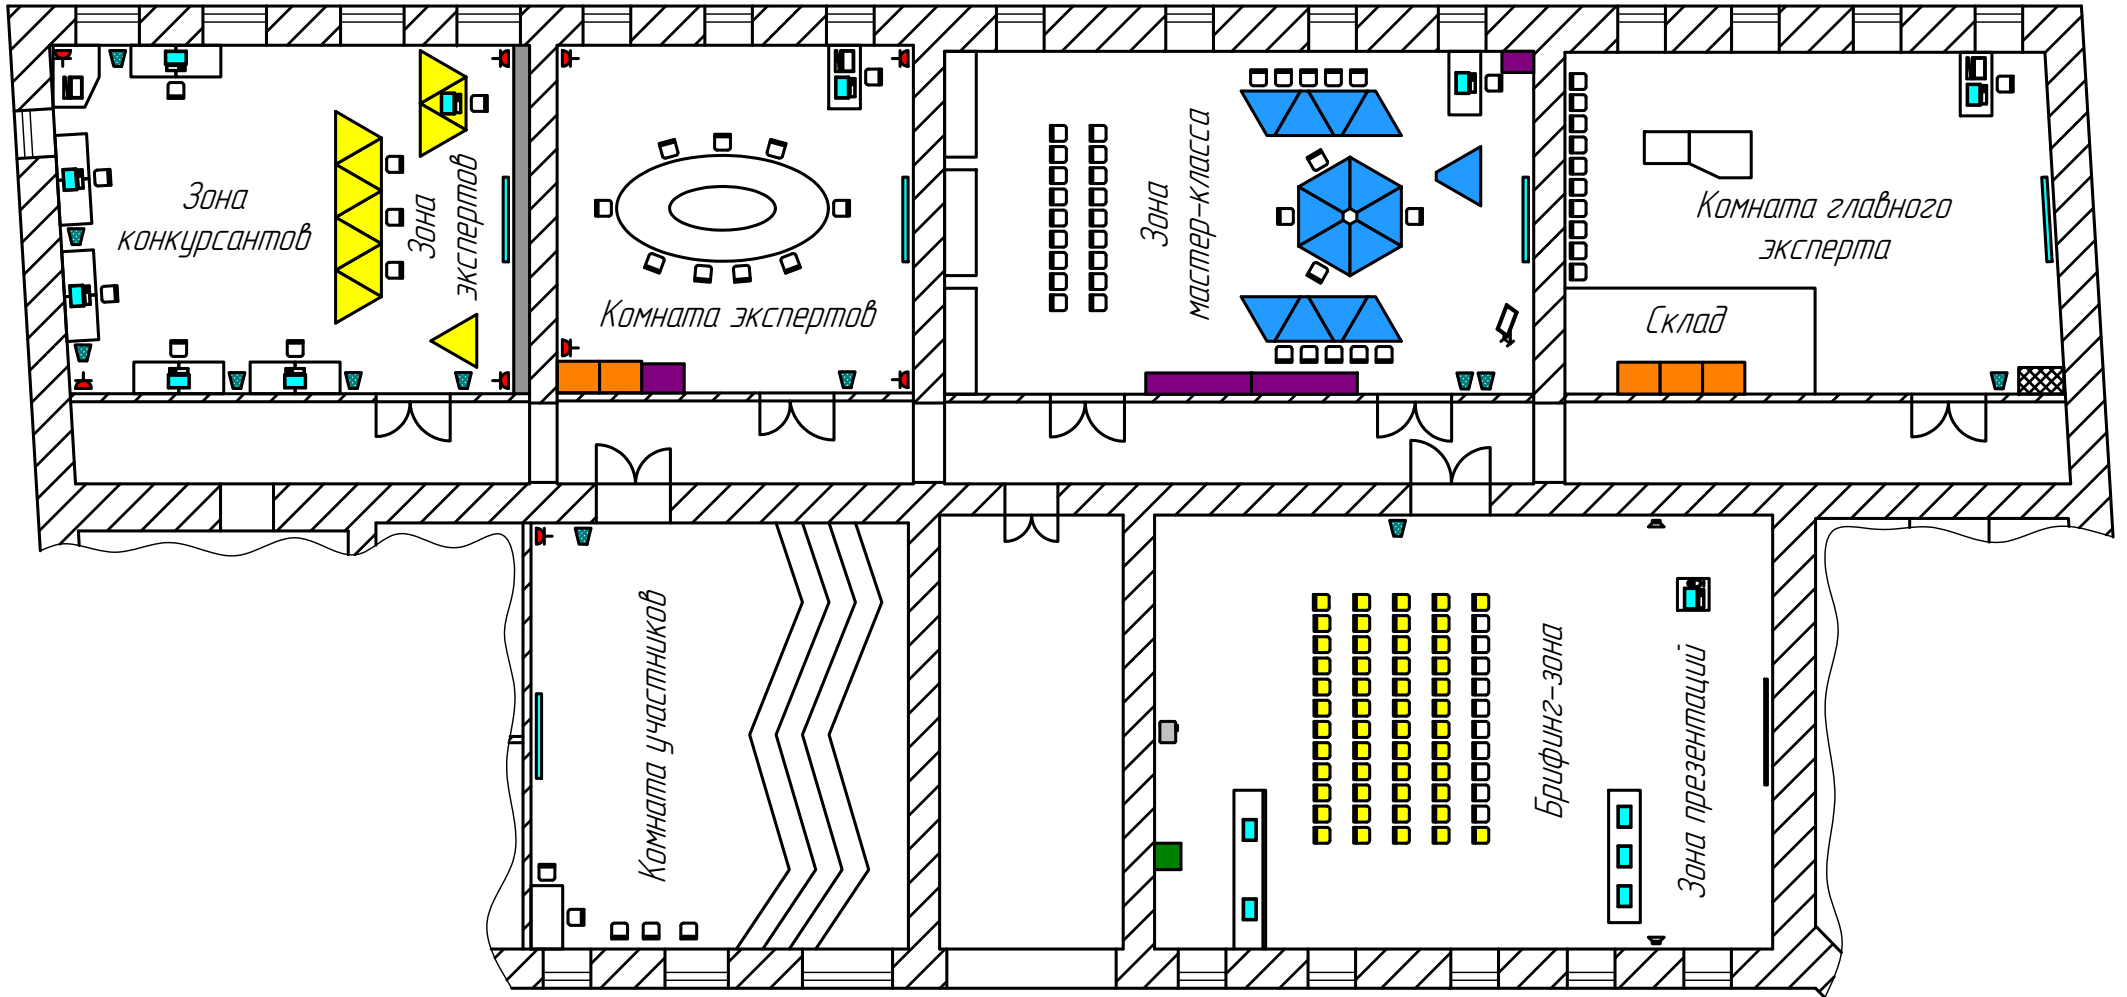 Зона
конкурсантов
Зона
экспертов
Комната экспертов
Зона
мастер-класса
Комната главного
эксперта
Склад
Комната участников
Брифинг-зона
Зона презентаций